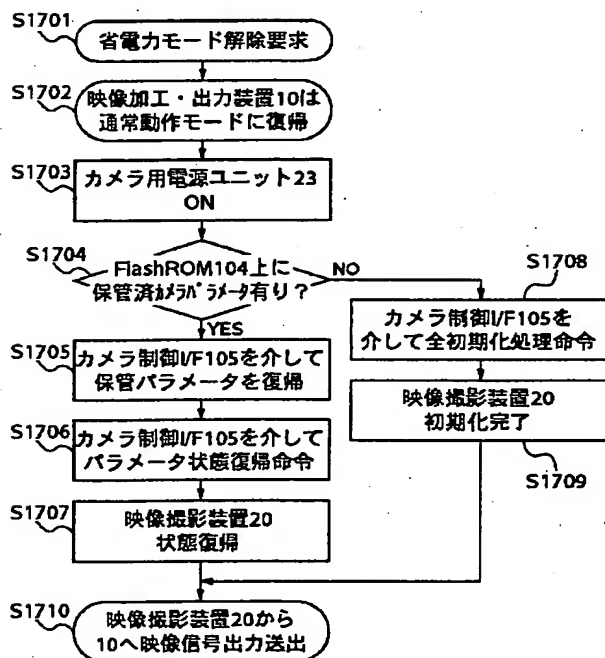 S1701
省電力モード解除要求
S1702
映像加工・出力装置10は
通常動作モードに復帰
S1703
カメラ用電源ユニット23
ON
S1704
FlashROM104上に
保管済カメラパラメータ有り?
NO
YES
S1705
カメラ制御I/F105を介して
保管パラメータを復帰
S1706
カメラ制御I/F105を介して
パラメータ状態復帰命令
S1707
映像撮影装置20
状態復帰
S1708
カメラ制御I/F105を
介して全初期化処理命令
映像撮影装置20
初期化完了
S1709
S1710
映像撮影装置20から
10へ映像信号出力送出